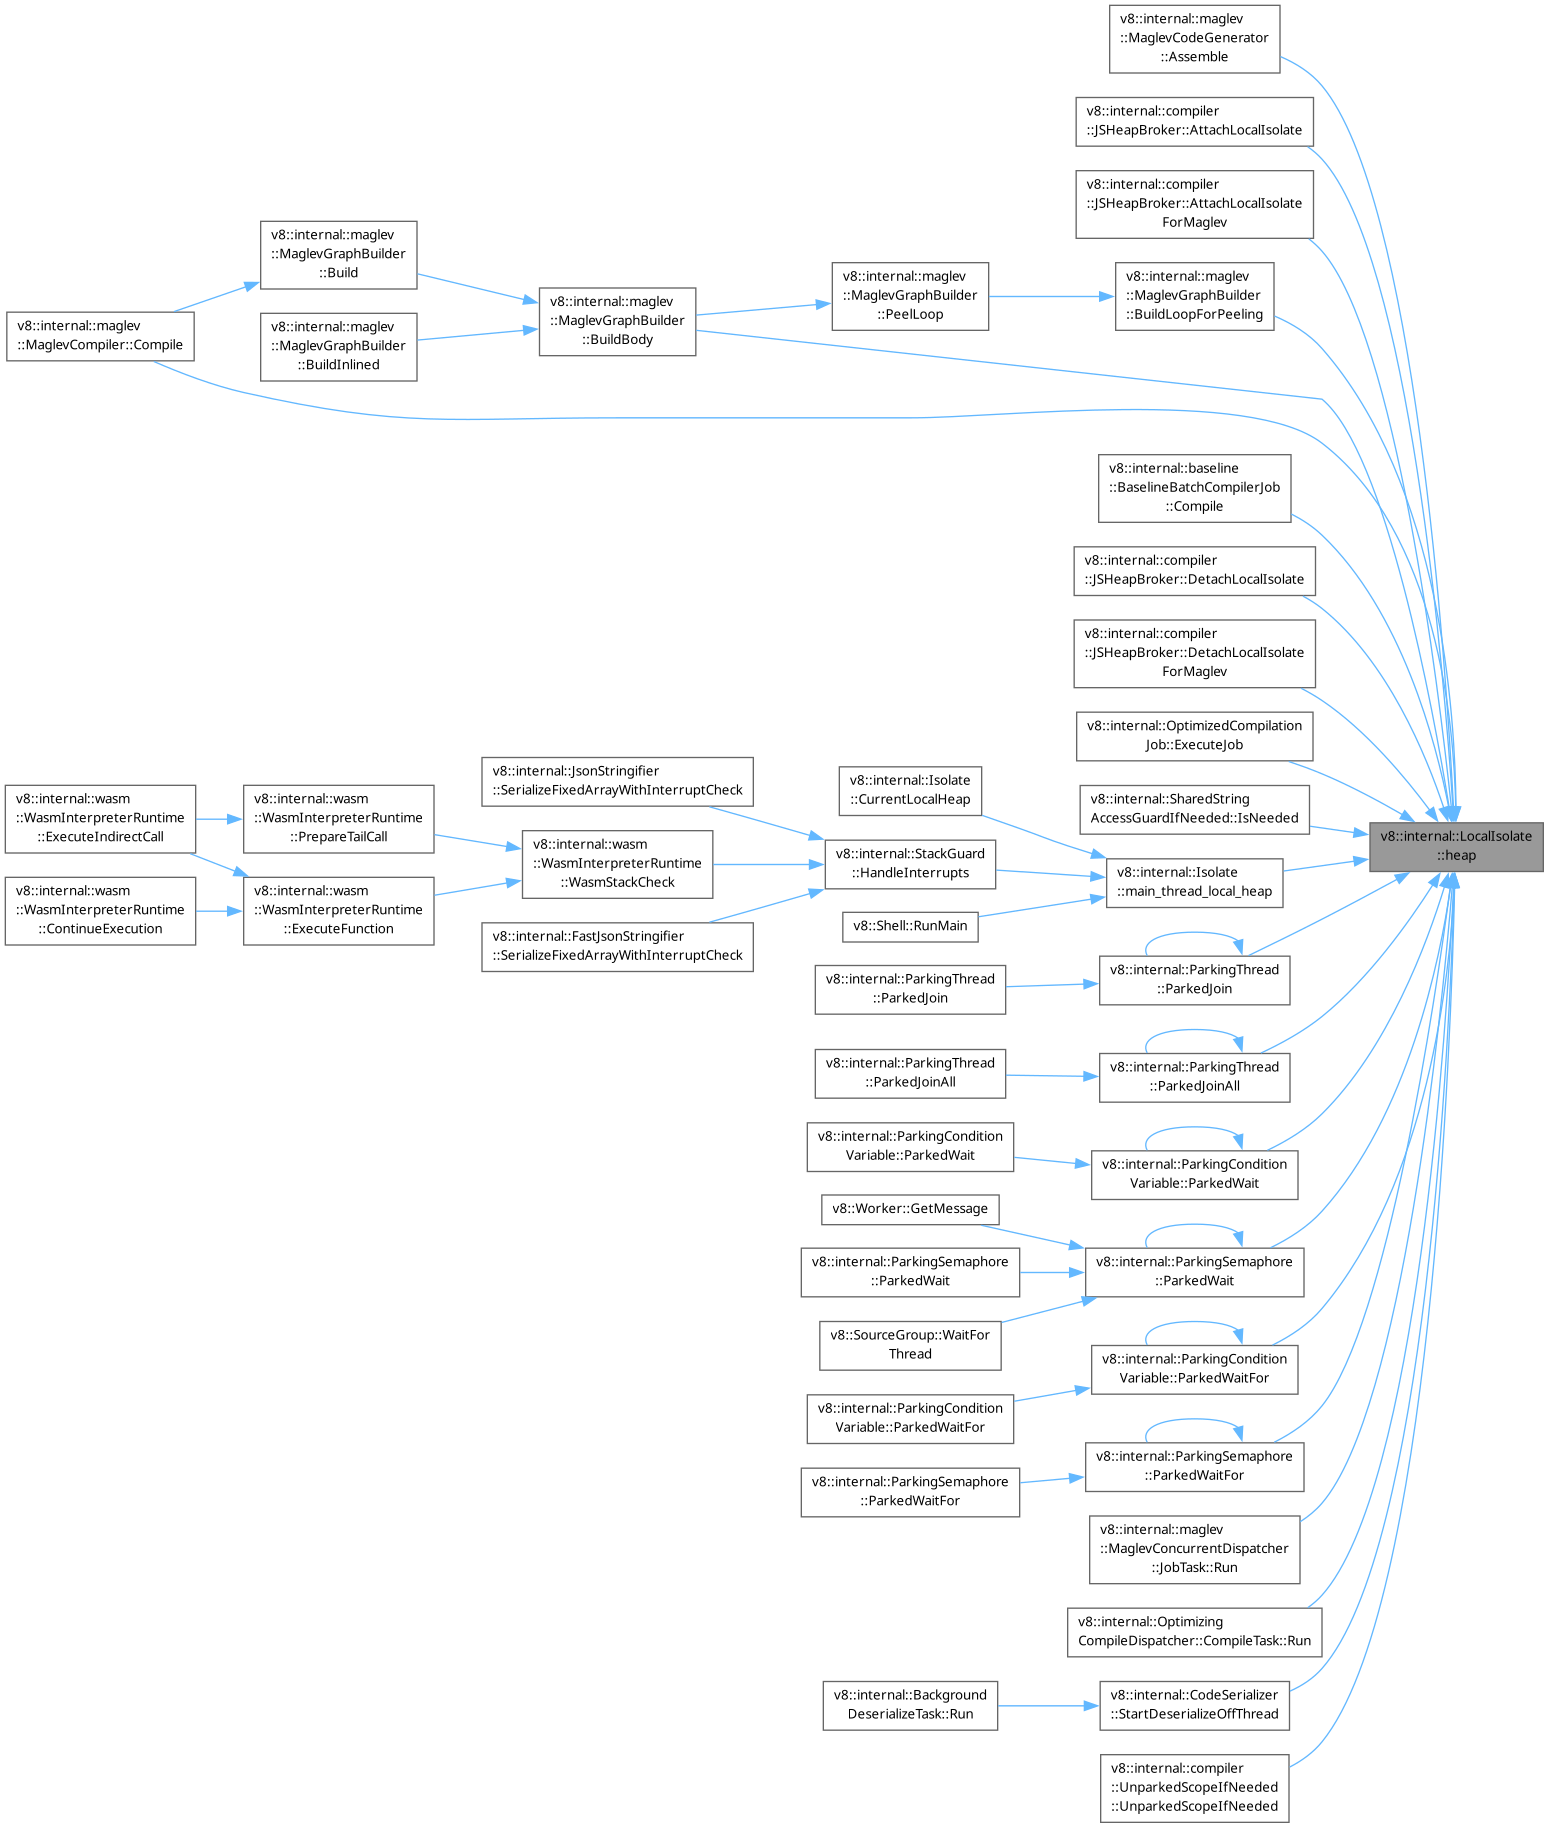 v8::internal::maglev
::MaglevCodeGenerator
::Assemble
v8::internal::compiler
::JSHeapBroker::AttachLocalIsolate
v8::internal::compiler
::JSHeapBroker::AttachLocalIsolate
ForMaglev
v8::internal::maglev
::MaglevGraphBuilder
::Build
v8::internal::maglev
::MaglevGraphBuilder
::PeelLoop
v8::internal::maglev
::MaglevGraphBuilder
::BuildLoopForPeeling
v8::internal::maglev
::MaglevGraphBuilder
::BuildBody
v8::internal::maglev
::MaglevCompiler::Compile
v8::internal::maglev
::MaglevGraphBuilder
::BuildInlined
v8::internal::baseline
::BaselineBatchCompilerJob
::Compile
v8::internal::compiler
::JSHeapBroker::DetachLocalIsolate
v8::internal::compiler
::JSHeapBroker::DetachLocalIsolate
ForMaglev
v8::internal::OptimizedCompilation
Job::ExecuteJob
v8::internal::JsonStringifier
::SerializeFixedArrayWithInterruptCheck
v8::internal::Isolate
::CurrentLocalHeap
v8::internal::SharedString
AccessGuardIfNeeded::IsNeeded
v8::internal::wasm
::WasmInterpreterRuntime
::ExecuteIndirectCall
v8::internal::wasm
::WasmInterpreterRuntime
::PrepareTailCall
v8::internal::LocalIsolate
::heap
v8::internal::wasm
::WasmInterpreterRuntime
::WasmStackCheck
v8::internal::StackGuard
::HandleInterrupts
v8::internal::Isolate
::main_thread_local_heap
v8::internal::wasm
::WasmInterpreterRuntime
::ContinueExecution
v8::internal::wasm
::WasmInterpreterRuntime
::ExecuteFunction
v8::Shell::RunMain
v8::internal::FastJsonStringifier
::SerializeFixedArrayWithInterruptCheck
v8::internal::ParkingThread
::ParkedJoin
v8::internal::ParkingThread
::ParkedJoin
v8::internal::ParkingThread
::ParkedJoinAll
v8::internal::ParkingThread
::ParkedJoinAll
v8::internal::ParkingCondition
Variable::ParkedWait
v8::internal::ParkingCondition
Variable::ParkedWait
v8::Worker::GetMessage
v8::internal::ParkingSemaphore
::ParkedWait
v8::internal::ParkingSemaphore
::ParkedWait
v8::SourceGroup::WaitFor
Thread
v8::internal::ParkingCondition
Variable::ParkedWaitFor
v8::internal::ParkingCondition
Variable::ParkedWaitFor
v8::internal::ParkingSemaphore
::ParkedWaitFor
v8::internal::ParkingSemaphore
::ParkedWaitFor
v8::internal::maglev
::MaglevConcurrentDispatcher
::JobTask::Run
v8::internal::Optimizing
CompileDispatcher::CompileTask::Run
v8::internal::Background
DeserializeTask::Run
v8::internal::CodeSerializer
::StartDeserializeOffThread
v8::internal::compiler
::UnparkedScopeIfNeeded
::UnparkedScopeIfNeeded